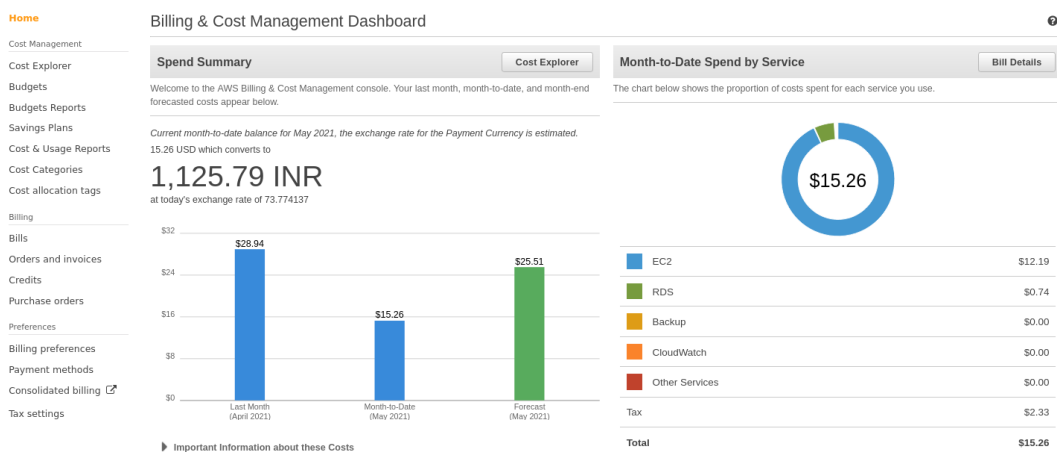 Home
Cost Management
Cost Explorer
Budgets
Budgets Reports
Savings Plans
Cost & Usage Reports
Cost Categories
Cost allocation tags
Billing
Bills
Orders and invoices
Credits
Purchase orders
Preferences
Billing preferences
Payment methods
Consolidated billing
Tax settings
Billing & Cost Management Dashboard
?
Spend Summary
Cost Explorer
Welcome to the AWS Billing & Cost Management console. Your last month, month-to-date, and month-end
forecasted costs appear below.
Current month-to-date balance for May 2021, the exchange rate for the Payment Currency is estimated.
15.26 USD which converts to
1,125.79 INR
at today's exchange rate of 73.774137
$32
$24
$16
$8
$0
$28.94
$15.26
$25.51
Last Month
(April 2021)
Month-to-Date
(May 2021)
Forecast
(May 2021)
Important Information about these Costs
Month-to-Date Spend by Service
Bill Details
The chart below shows the proportion of costs spent for each service you use.
$15.26
EC2 $12.19
RDS $0.74
Backup $0.00
CloudWatch $0.00
Other Services $0.00
Tax $2.33
Total $15.26